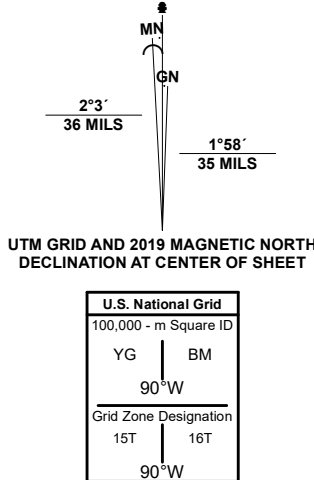 MN
GN
2°3´
36 MILS
1°58´
35 MILS
UTM GRID AND 2019 MAGNETIC NORTH
DECLINATION AT CENTER OF SHEET
U.S. National Grid
100,000 - m Square ID
YG BM
90°W
Grid Zone Designation
15T 16T
90°W